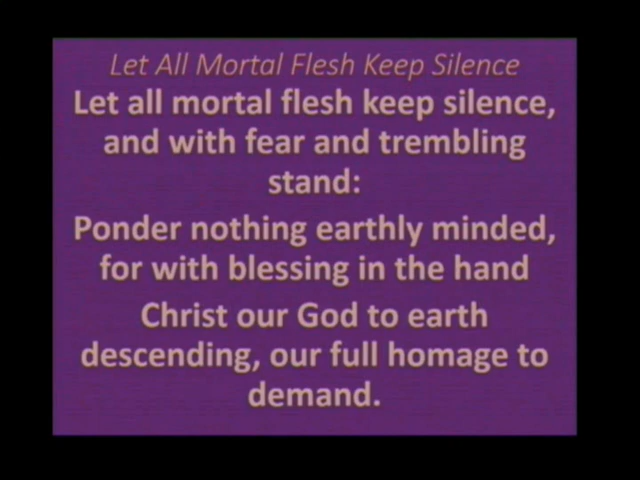 Let All Mortal Flesh Keep Silence
Let all mortal flesh keep silence,
and with fear and trembling
stand:
Ponder nothing earthly minded,
for with blessing in the hand
Christ our God to earth
descending, our full homage to
demand.